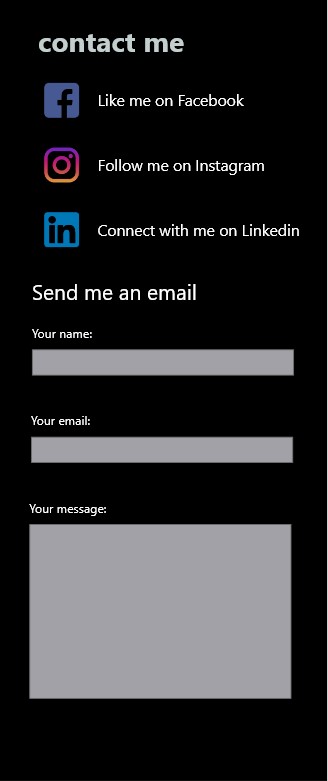 contact me
Like me on Facebook
Follow me on Instagram
Connect with me on Linkedin
Send me an email
Your name:
Your email:
Your message: